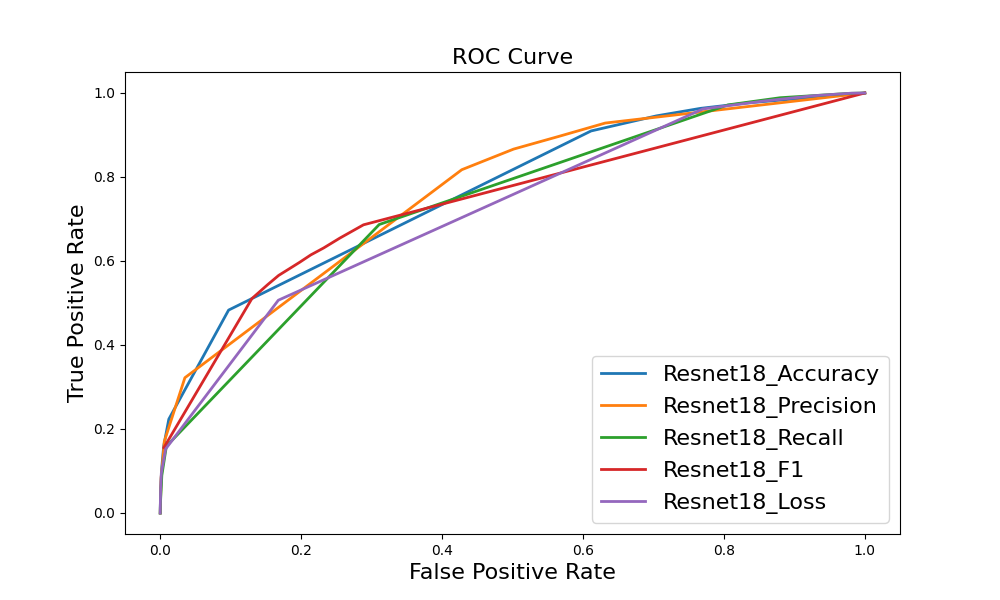 ROC Curve
True Positive Rate
1.0
0.8
0.6
0.4
0.2
0.0
Resnet18_Accuracy
Resnet18_Precision
Resnet18_Recall
Resnet18_F1
Resnet18_Loss
0.0 0.2 0.4 0.6 0.8 1.0
False Positive Rate